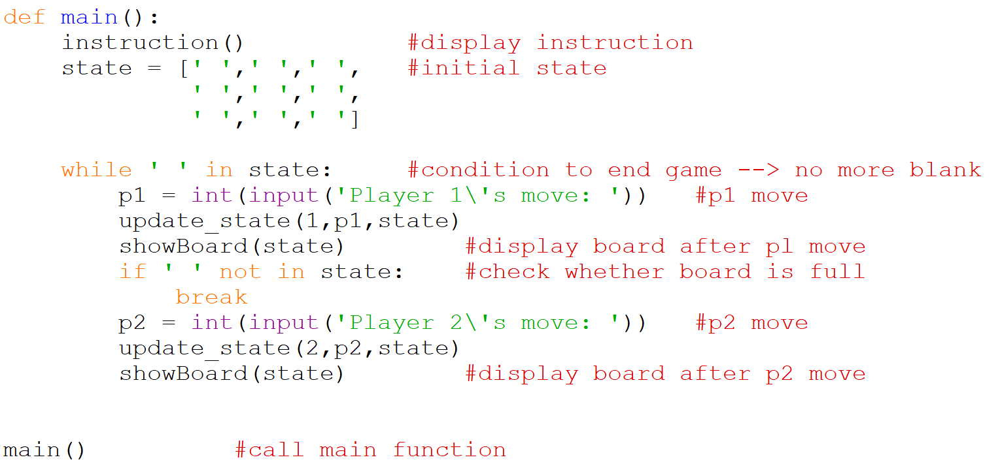 def main():
    instruction()           #display instruction
    state = [' ',' ',' ',   #initial state
             ' ',' ',' ',
             ' ',' ',' ']

    while ' ' in state:     #condition to end game --> no more blank
        p1 = int(input('Player 1\'s move: '))   #p1 move
        update_state(1,p1,state)
        showBoard(state)        #display board after p1 move
        if ' ' not in state:    #check whether board is full
            break
        p2 = int(input('Player 2\'s move: '))   #p2 move
        update_state(2,p2,state)
        showBoard(state)        #display board after p2 move


main()          #call main function